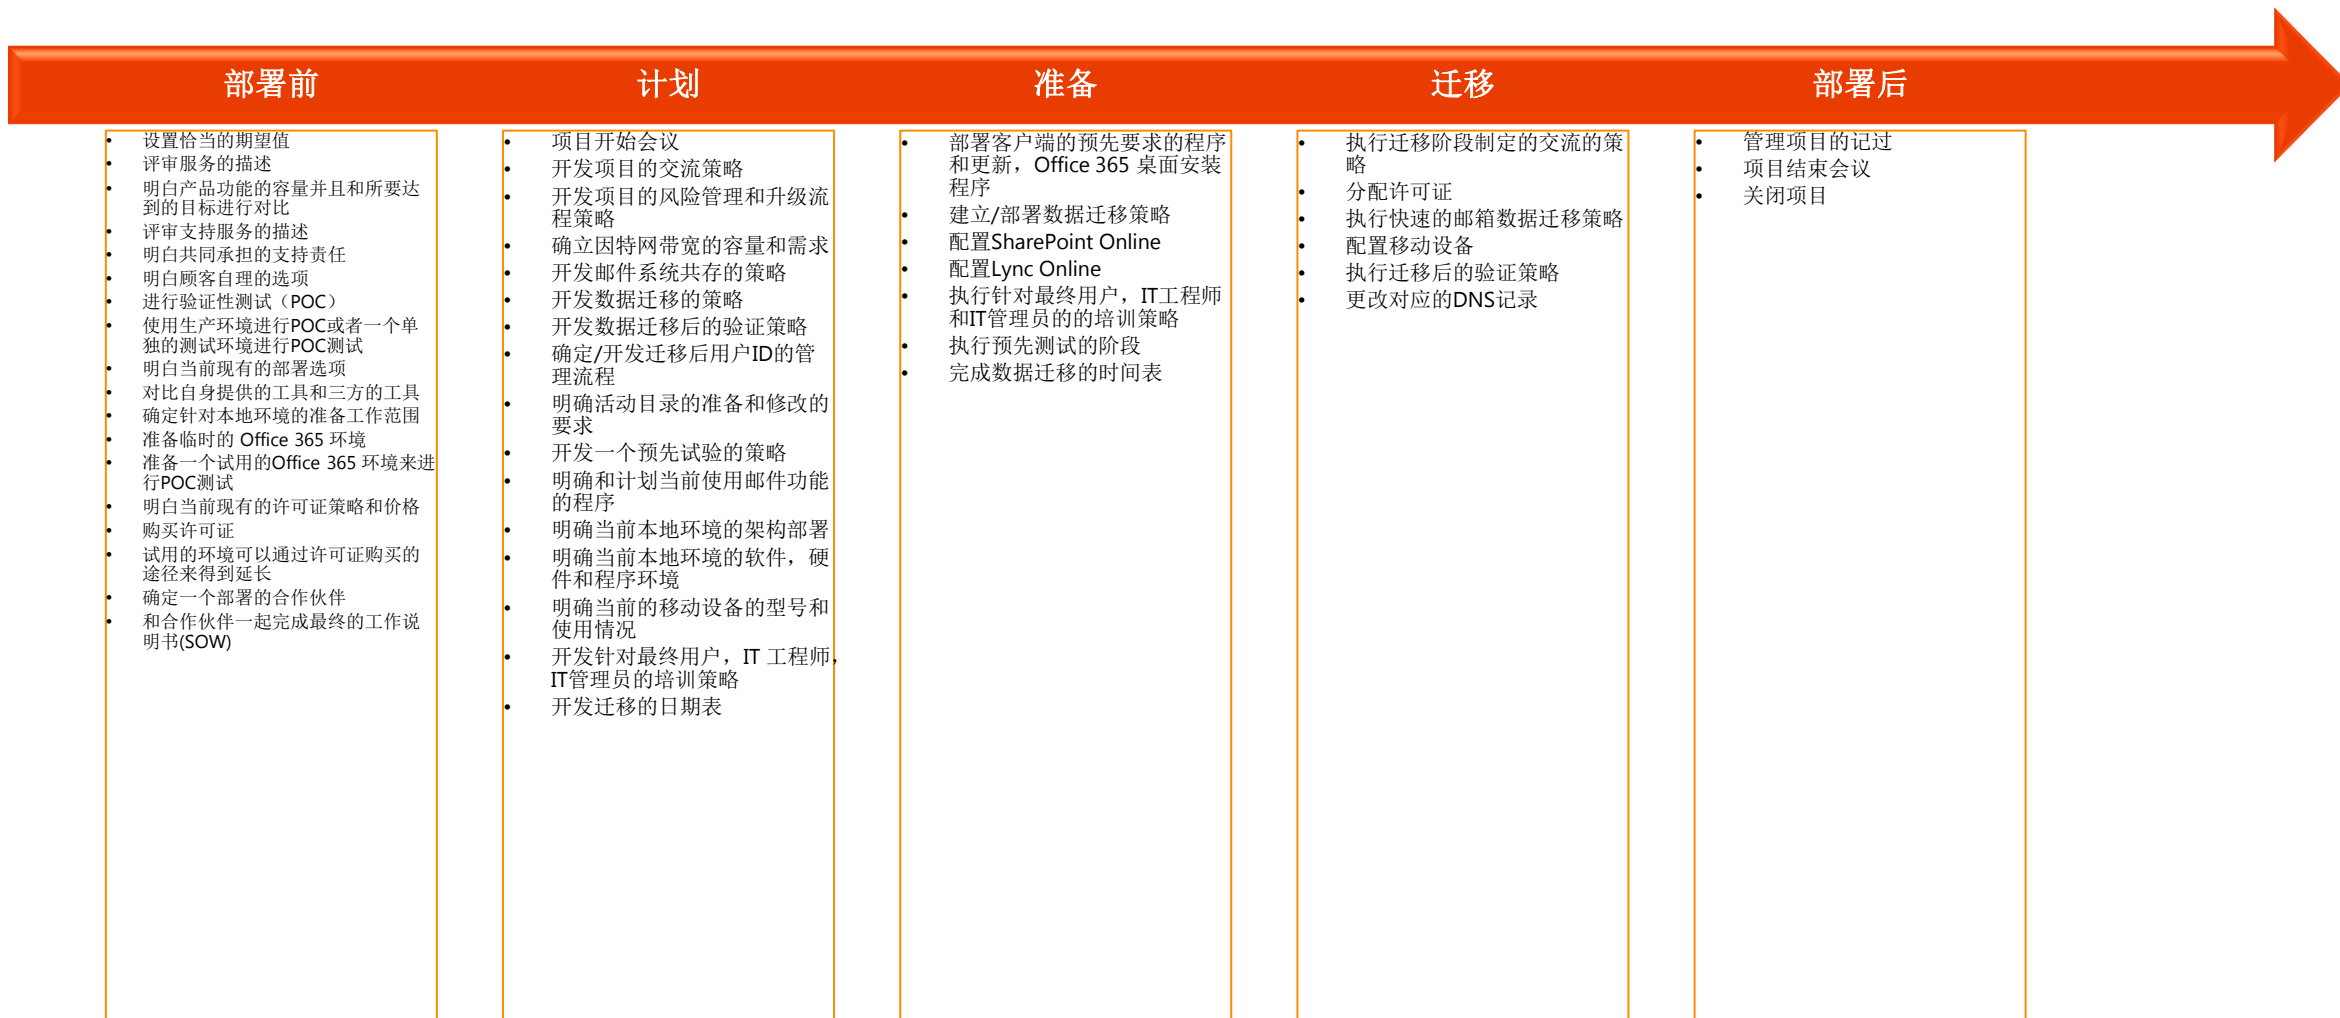 部署前
计划
准备
迁移
部署后
• 设置恰当的期望值
• 评审服务的描述
• 明白产品功能的容量并且和所要达
到的目标进行对比
• 评审支持服务的描述
• 明白共同承担的支持责任
• 明白顾客自理的选项
• 进行验证性测试（POC）
• 使用生产环境进行POC或者一个单
独的测试环境进行POC测试
• 明白当前现有的部署选项
• 对比自身提供的工具和三方的工具
• 确定针对本地环境的准备工作范围
• 准备临时的 Office 365 环境
• 准备一个试用的Office 365 环境来进
行POC测试
• 明白当前现有的许可证策略和价格
• 购买许可证
• 试用的环境可以通过许可证购买的
途径来得到延长
• 确定一个部署的合作伙伴
• 和合作伙伴一起完成最终的工作说
明书(SOW)
• 项目开始会议
• 开发项目的交流策略
• 开发项目的风险管理和升级流
程策略
• 确立因特网带宽的容量和需求
• 开发邮件系统共存的策略
• 开发数据迁移的策略
• 开发数据迁移后的验证策略
• 确定/开发迁移后用户ID的管
理流程
• 明确活动目录的准备和修改的
要求
• 开发一个预先试验的策略
• 明确和计划当前使用邮件功能
的程序
• 明确当前本地环境的架构部署
• 明确当前本地环境的软件，硬
件和程序环境
• 明确当前的移动设备的型号和
使用情况
• 开发针对最终用户，IT 工程师，
IT管理员的培训策略
• 开发迁移的日期表
• 部署客户端的预先要求的程序
和更新，Office 365 桌面安装
程序
• 建立/部署数据迁移策略
• 配置SharePoint Online
• 配置Lync Online
• 执行针对最终用户，IT工程师
和IT管理员的的培训策略
• 执行预先测试的阶段
• 完成数据迁移的时间表
• 执行迁移阶段制定的交流的策
略
• 分配许可证
• 执行快速的邮箱数据迁移策略
• 配置移动设备
• 执行迁移后的验证策略
• 更改对应的DNS记录
• 管理项目的记过
• 项目结束会议
• 关闭项目